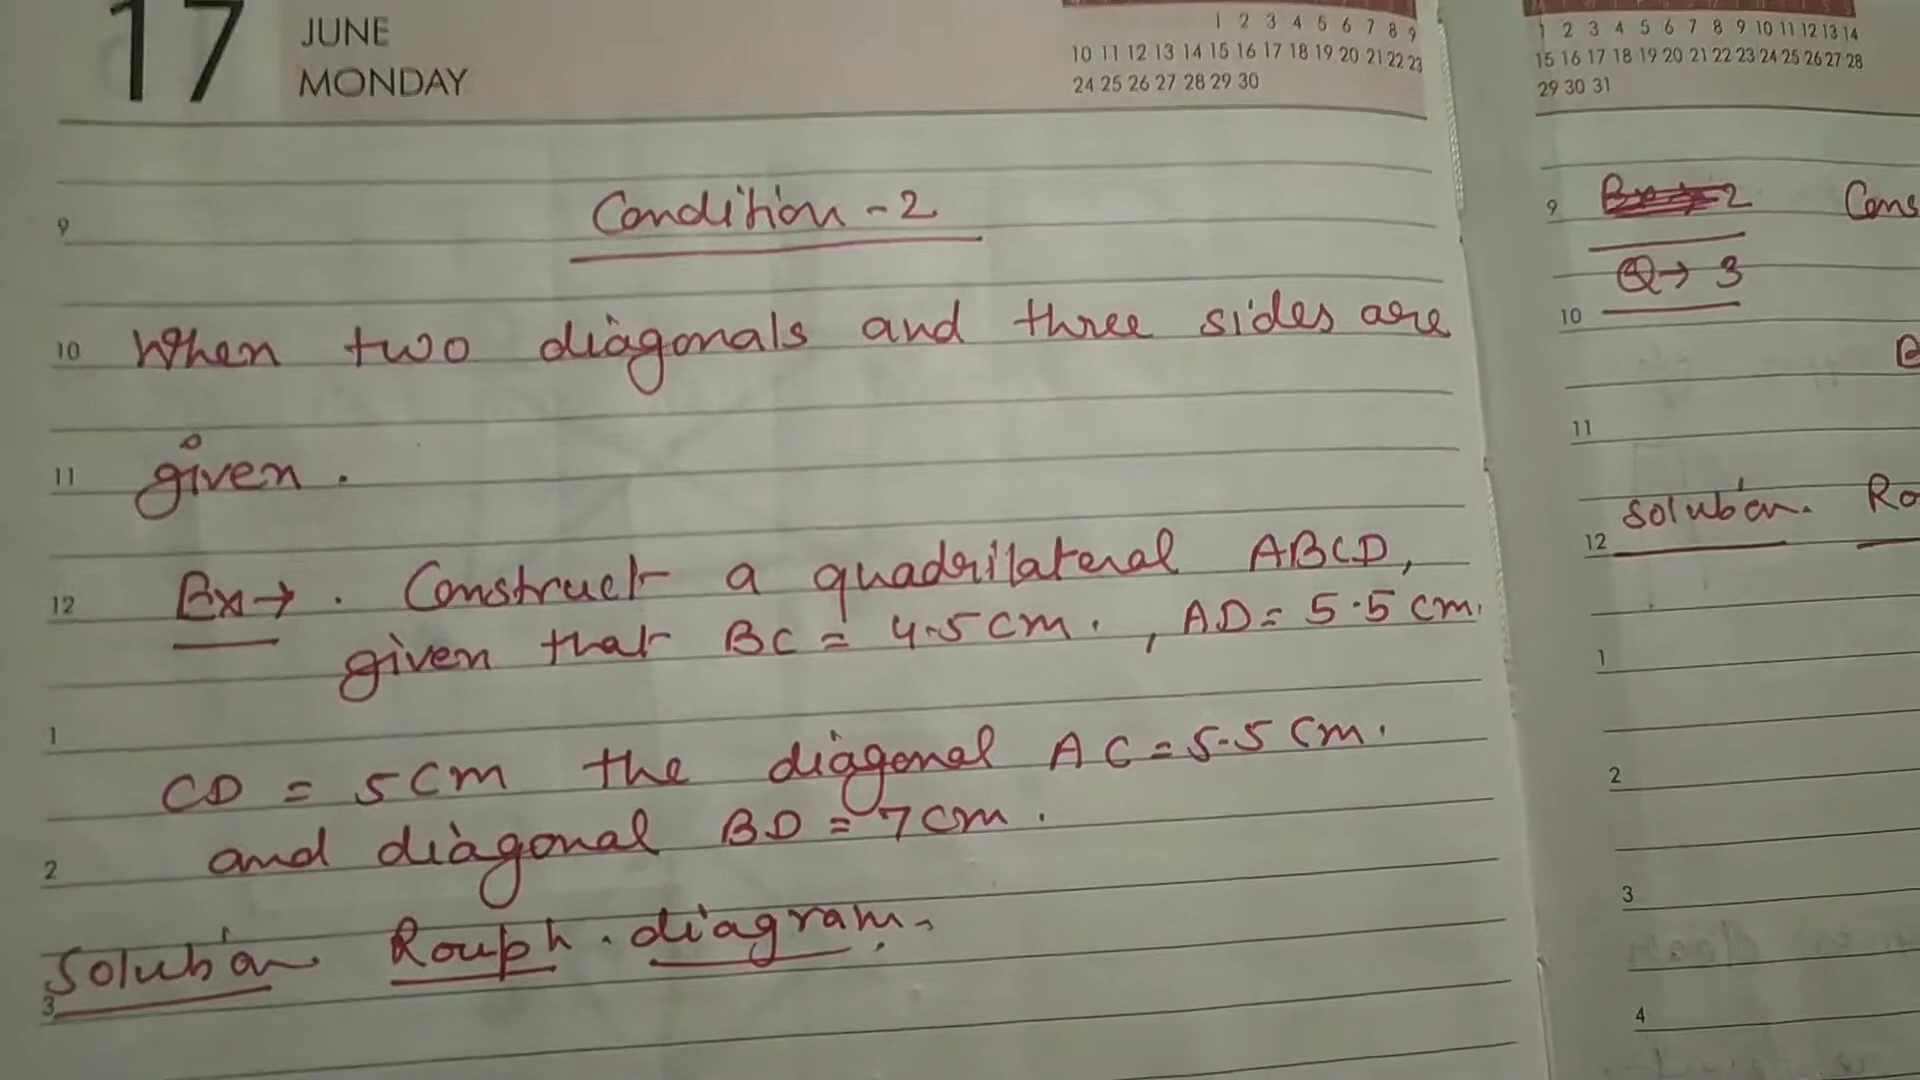 17 JUNE
MONDAY
1 2 3 4 5 6 7 8 9
10 11 12 13 14 15 16 17 18 19 20 21 22 23
24 25 26 27 28 29 30
9 Condition - 2
10 When two diagonals and three sides are
11 given .
12 Ex → . Construct a quadrilateral ABCD,
given that BC = 4.5 cm. , AD = 5.5 cm.
1
CD = 5 cm the diagonal AC = 5.5 cm.
2 and diagonal BD = 7 cm .
3 Solution. Rough . diagram.
1 2 3 4 5 6 7 8 9 10 11 12 13 14
15 16 17 18 19 20 21 22 23 24 25 26 27 28
29 30 31
9 2 Cons
Q → 3
10
B
11
12 Solution. Ro
1
2
3
4